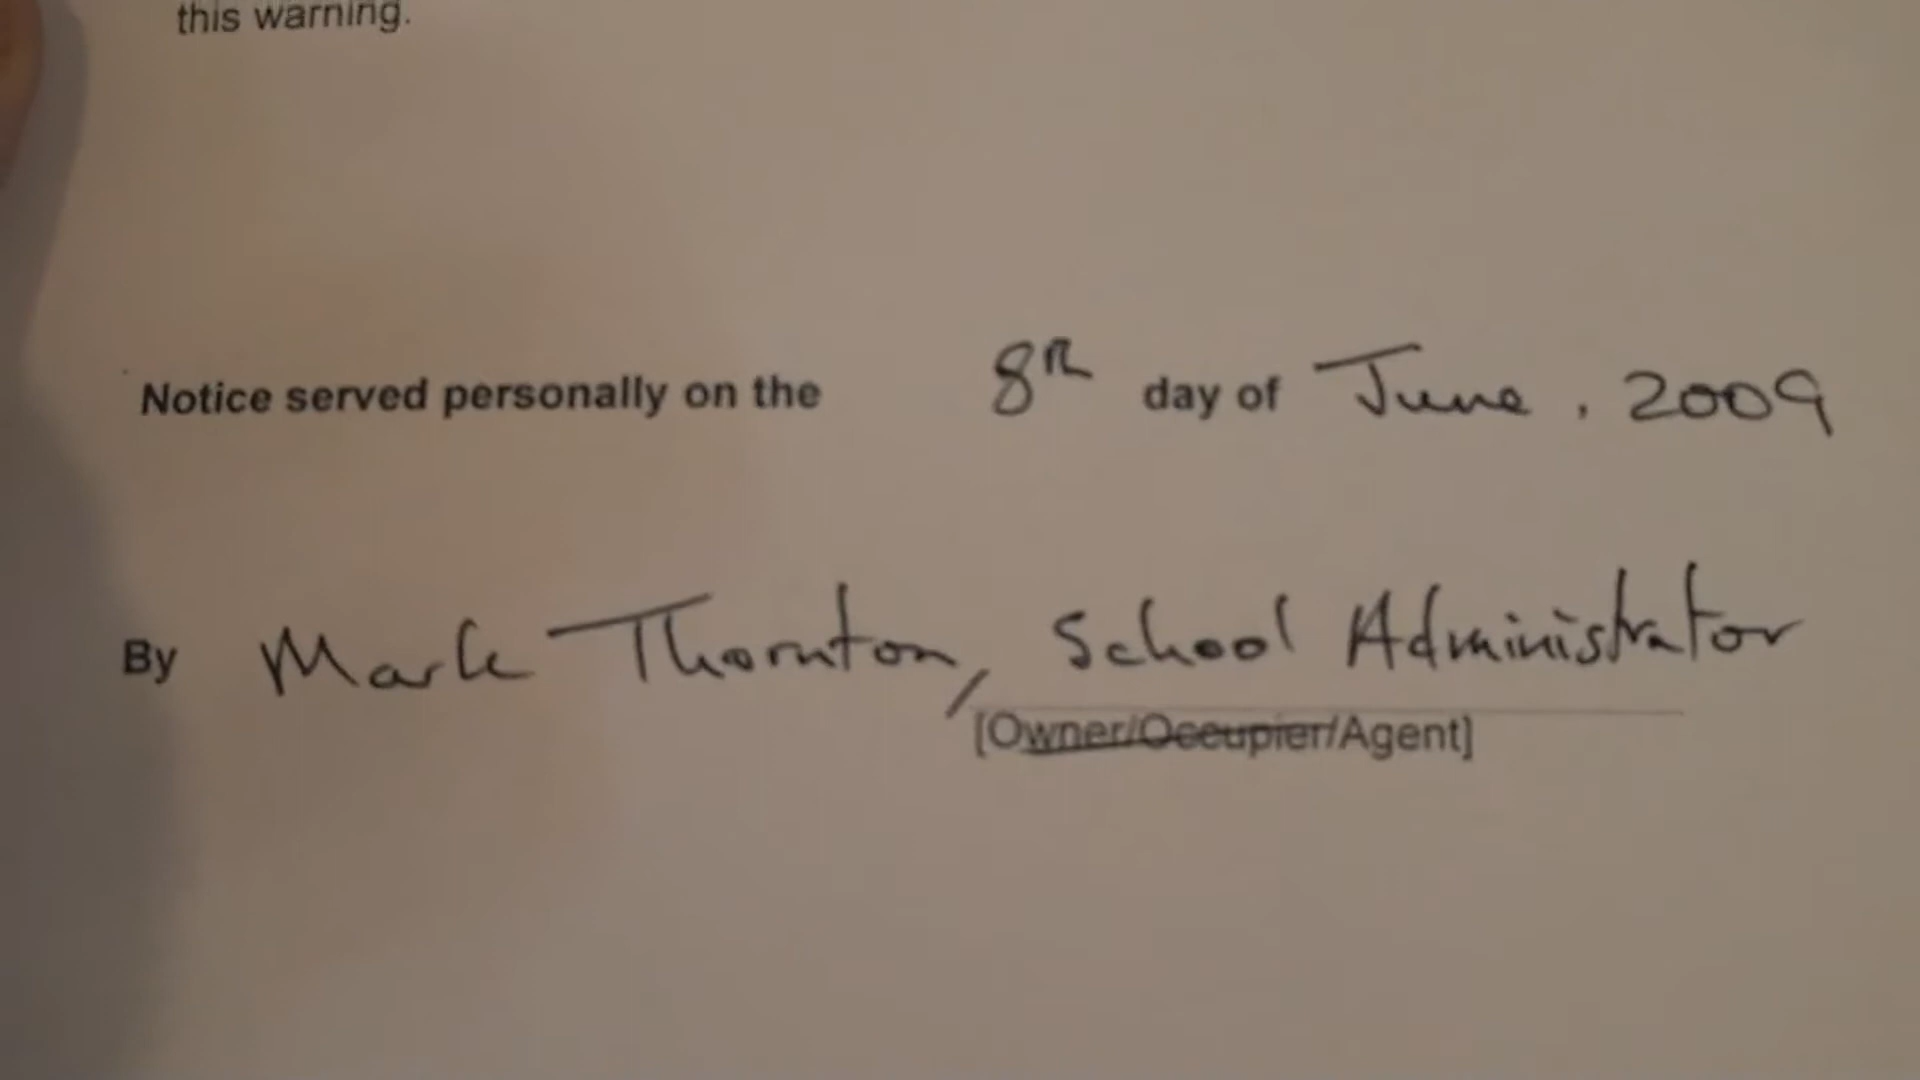 this warning.
Notice served personally on the 8th day of June, 2009
By Mark Thornton, School Administrator
[Owner/Occupier/Agent]